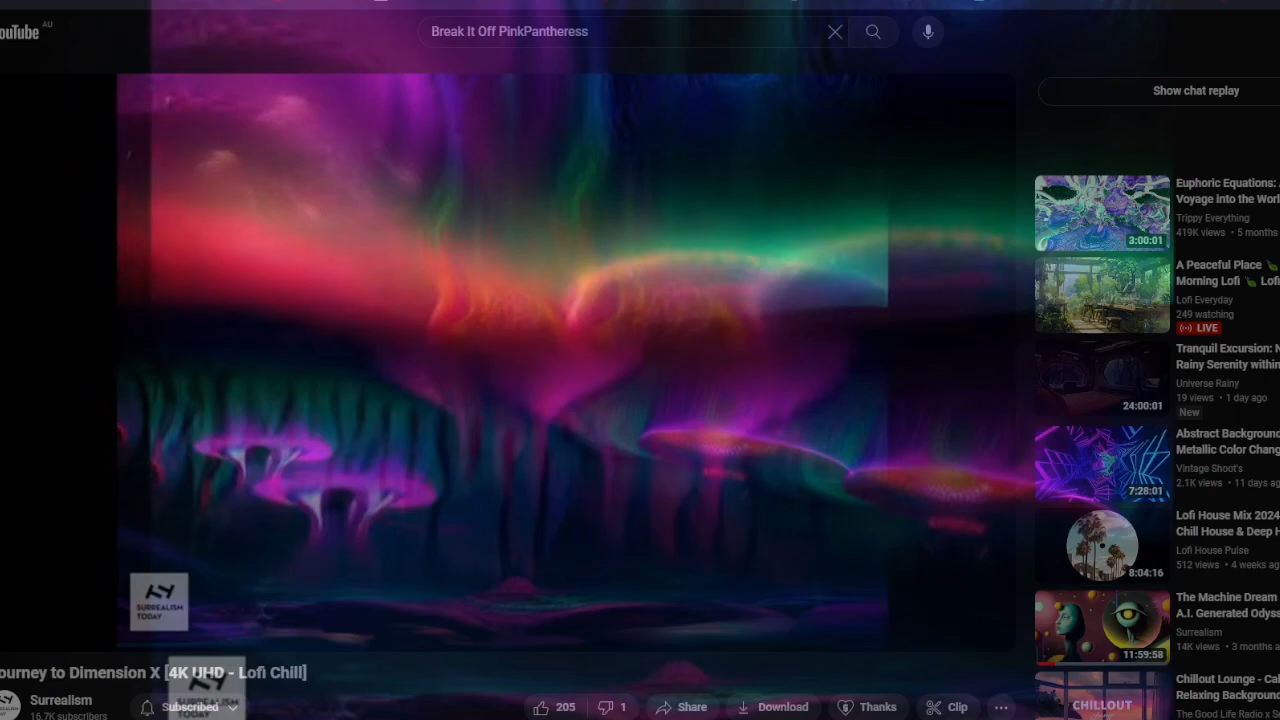 ouTube AU
Break It Off PinkPantheress
Show chat replay
SURREALISM
TODAY
ourney to Dimension X [4K UHD - Lofi Chill]
Surrealism
16.7K subscribers
Subscribed
205
1
Share
Download
Thanks
Clip
SURREALISM
TODAY
3:00:01
Euphoric Equations:
Voyage into the Worl
Trippy Everything
419K views • 5 months
A Peaceful Place
Morning Lofi Lofi
Lofi Everyday
249 watching
LIVE
24:00:01
Tranquil Excursion: N
Rainy Serenity within
Universe Rainy
19 views • 1 day ago
New
7:28:01
Abstract Background
Metallic Color Chang
Vintage Shoot's
2.1K views • 11 days ag
8:04:16
Lofi House Mix 2024
Chill House & Deep H
Lofi House Pulse
512 views • 4 weeks ag
11:59:58
The Machine Dream
A.I. Generated Odyss
Surrealism
14K views • 3 months a
CHILLOUT
Chillout Lounge - Cal
Relaxing Background
The Good Life Radio x S